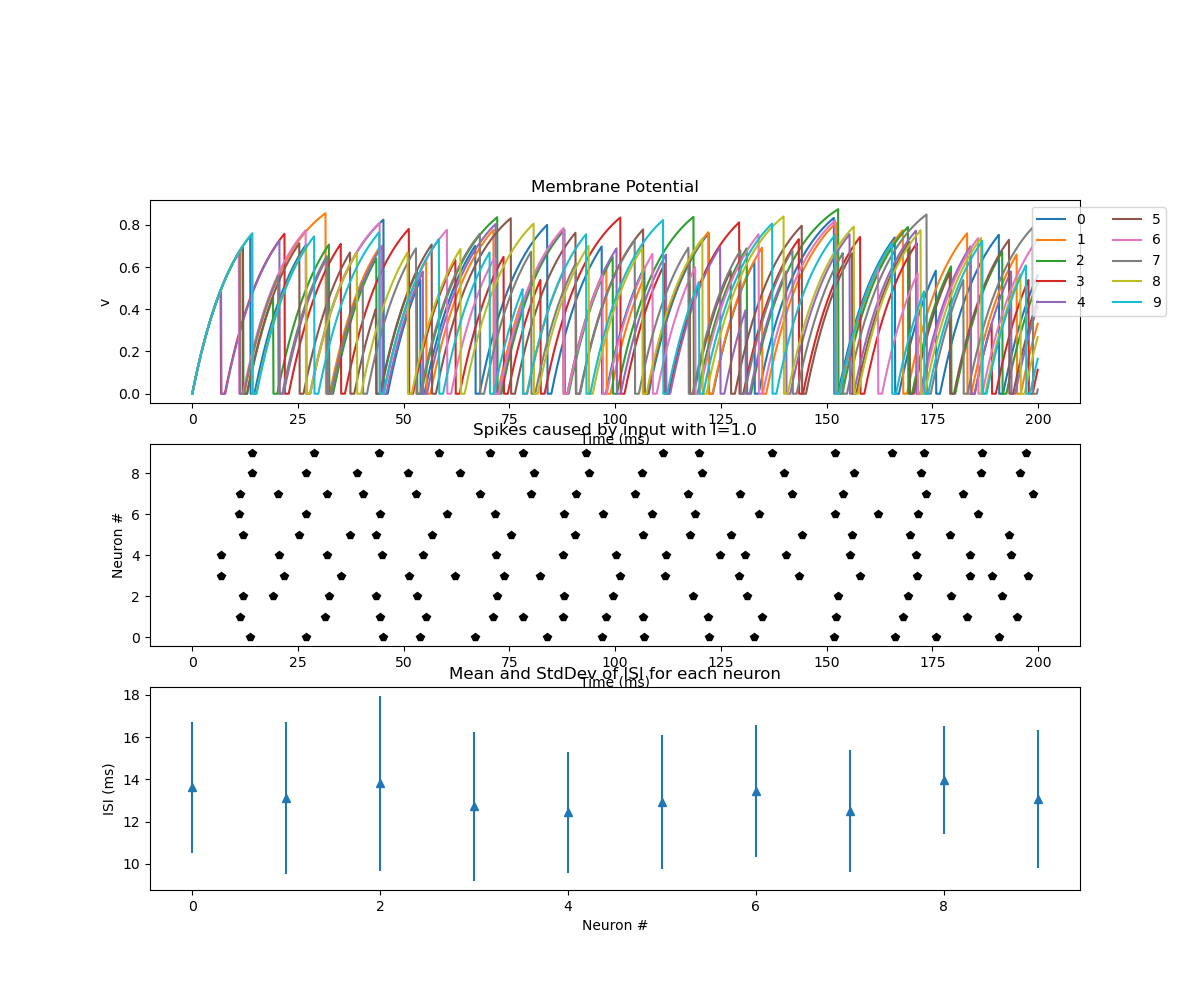 Membrane Potential
v
0.8
0.6
0.4
0.2
0.0
0 5
1 6
2 7
3 8
4 9
0 25 50 75 100 125 150 175 200
Time (ms)
Spikes caused by input with I=1.0
Neuron #
8
6
4
2
0
0 25 50 75 100 125 150 175 200
Time (ms)
Mean and StdDev of ISI for each neuron
ISI (ms)
18
16
14
12
10
0 2 4 6 8
Neuron #